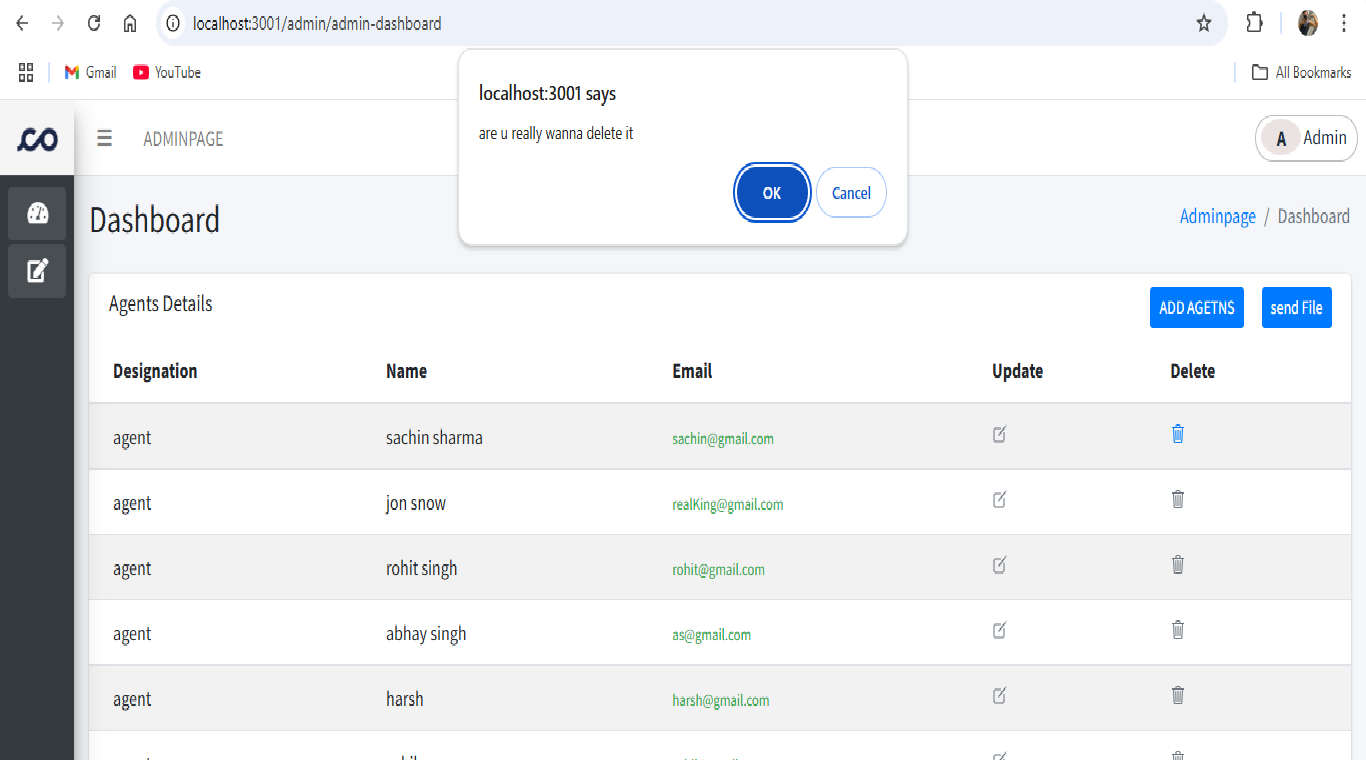 localhost:3001/admin/admin-dashboard
Gmail YouTube All Bookmarks
localhost:3001 says
are u really wanna delete it
OK Cancel
ADMINPAGE
A Admin
Dashboard
Adminpage / Dashboard
Agents Details
ADD AGETNS send File
Designation Name Email Update Delete
agent sachin sharma sachin@gmail.com
agent jon snow realKing@gmail.com
agent rohit singh rohit@gmail.com
agent abhay singh as@gmail.com
agent harsh harsh@gmail.com